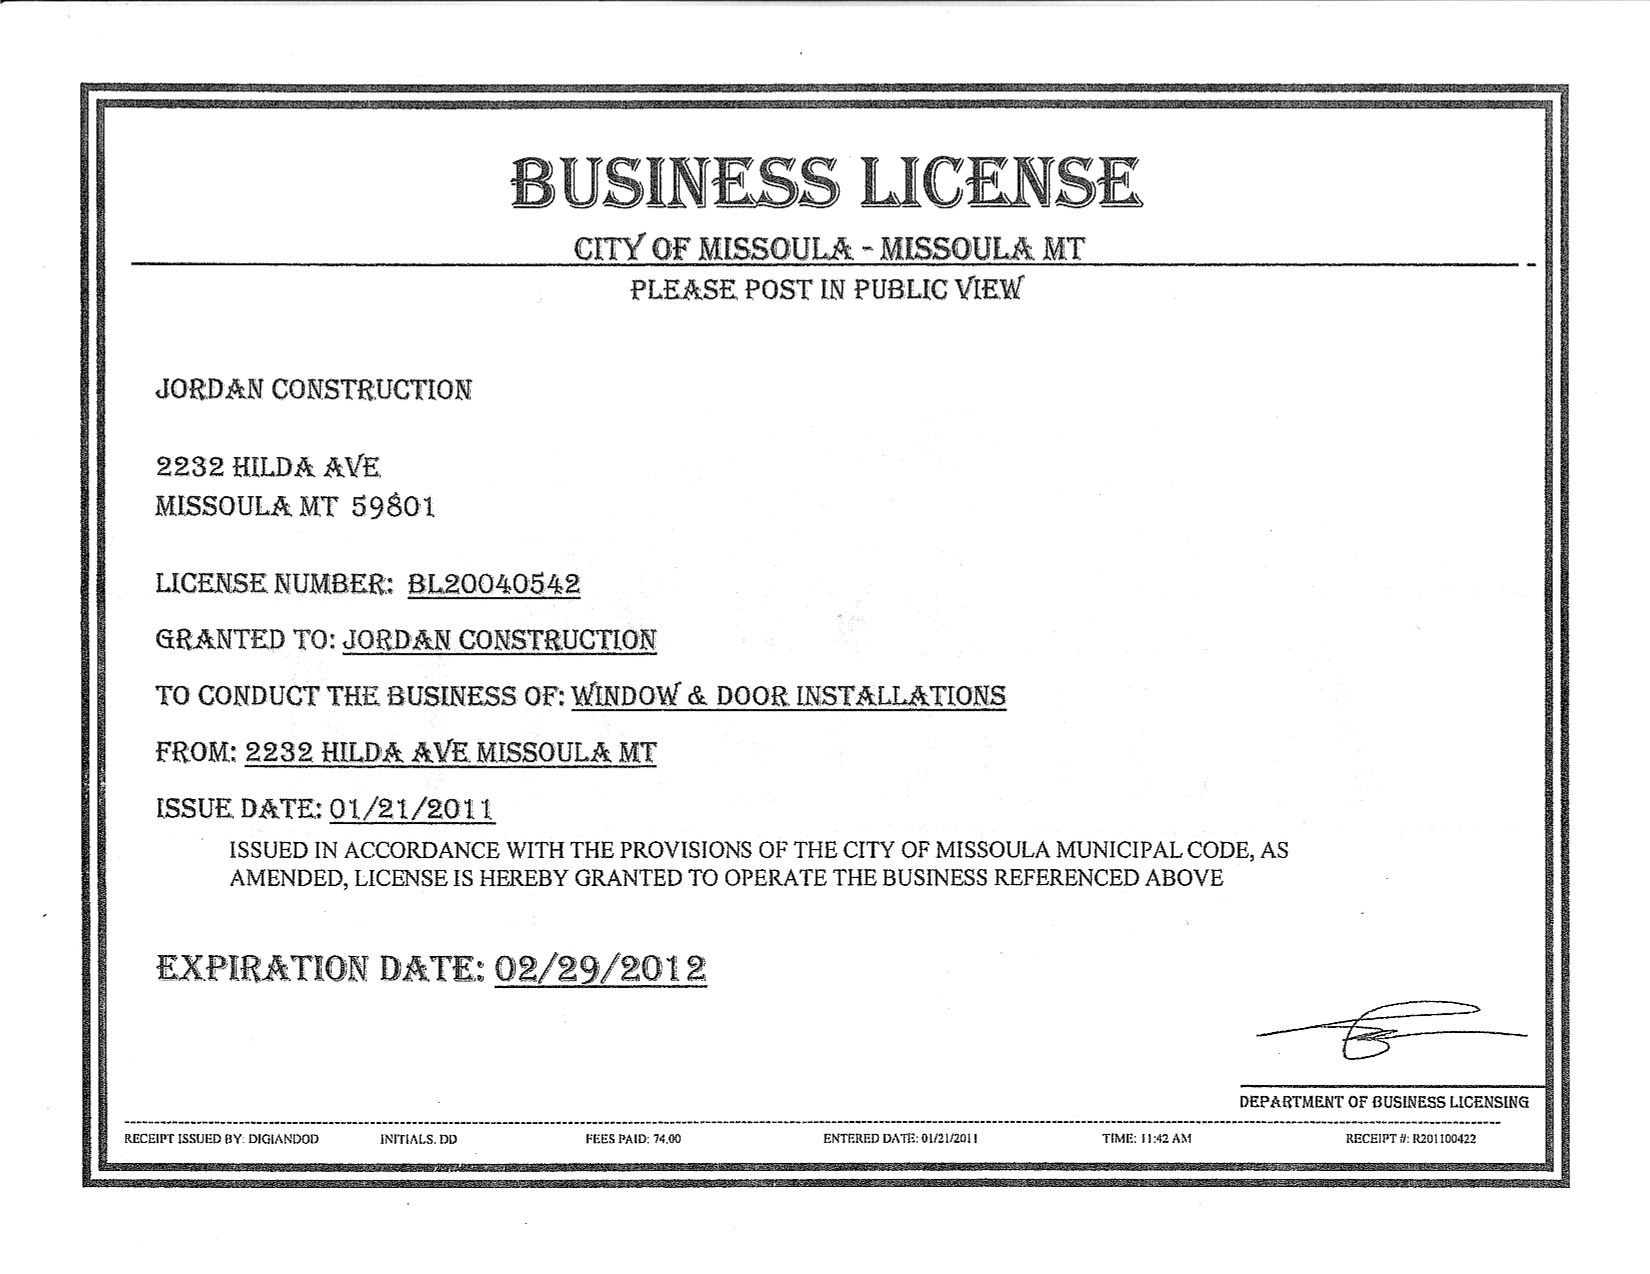 BUSINESS LICENSE
CITY OF MISSOULA - MISSOULA MT
PLEASE POST IN PUBLIC VIEW
JORDAN CONSTRUCTION
2232 HILDA AVE
MISSOULA MT 59801
LICENSE NUMBER: BL20040542
GRANTED TO: JORDAN CONSTRUCTION
TO CONDUCT THE BUSINESS OF: WINDOW & DOOR INSTALLATIONS
FROM: 2232 HILDA AVE MISSOULA MT
ISSUE DATE: 01/21/2011
ISSUED IN ACCORDANCE WITH THE PROVISIONS OF THE CITY OF MISSOULA MUNICIPAL CODE, AS
AMENDED, LICENSE IS HEREBY GRANTED TO OPERATE THE BUSINESS REFERENCED ABOVE
EXPIRATION DATE: 02/29/2012
DEPARTMENT OF BUSINESS LICENSING
RECEIPT ISSUED BY: DIGIANDOD INITIALS. DD FEES PAID: 74.00 ENTERED DATE: 01/21/2011 TIME: 11:42 AM RECEIPT #: R201100422